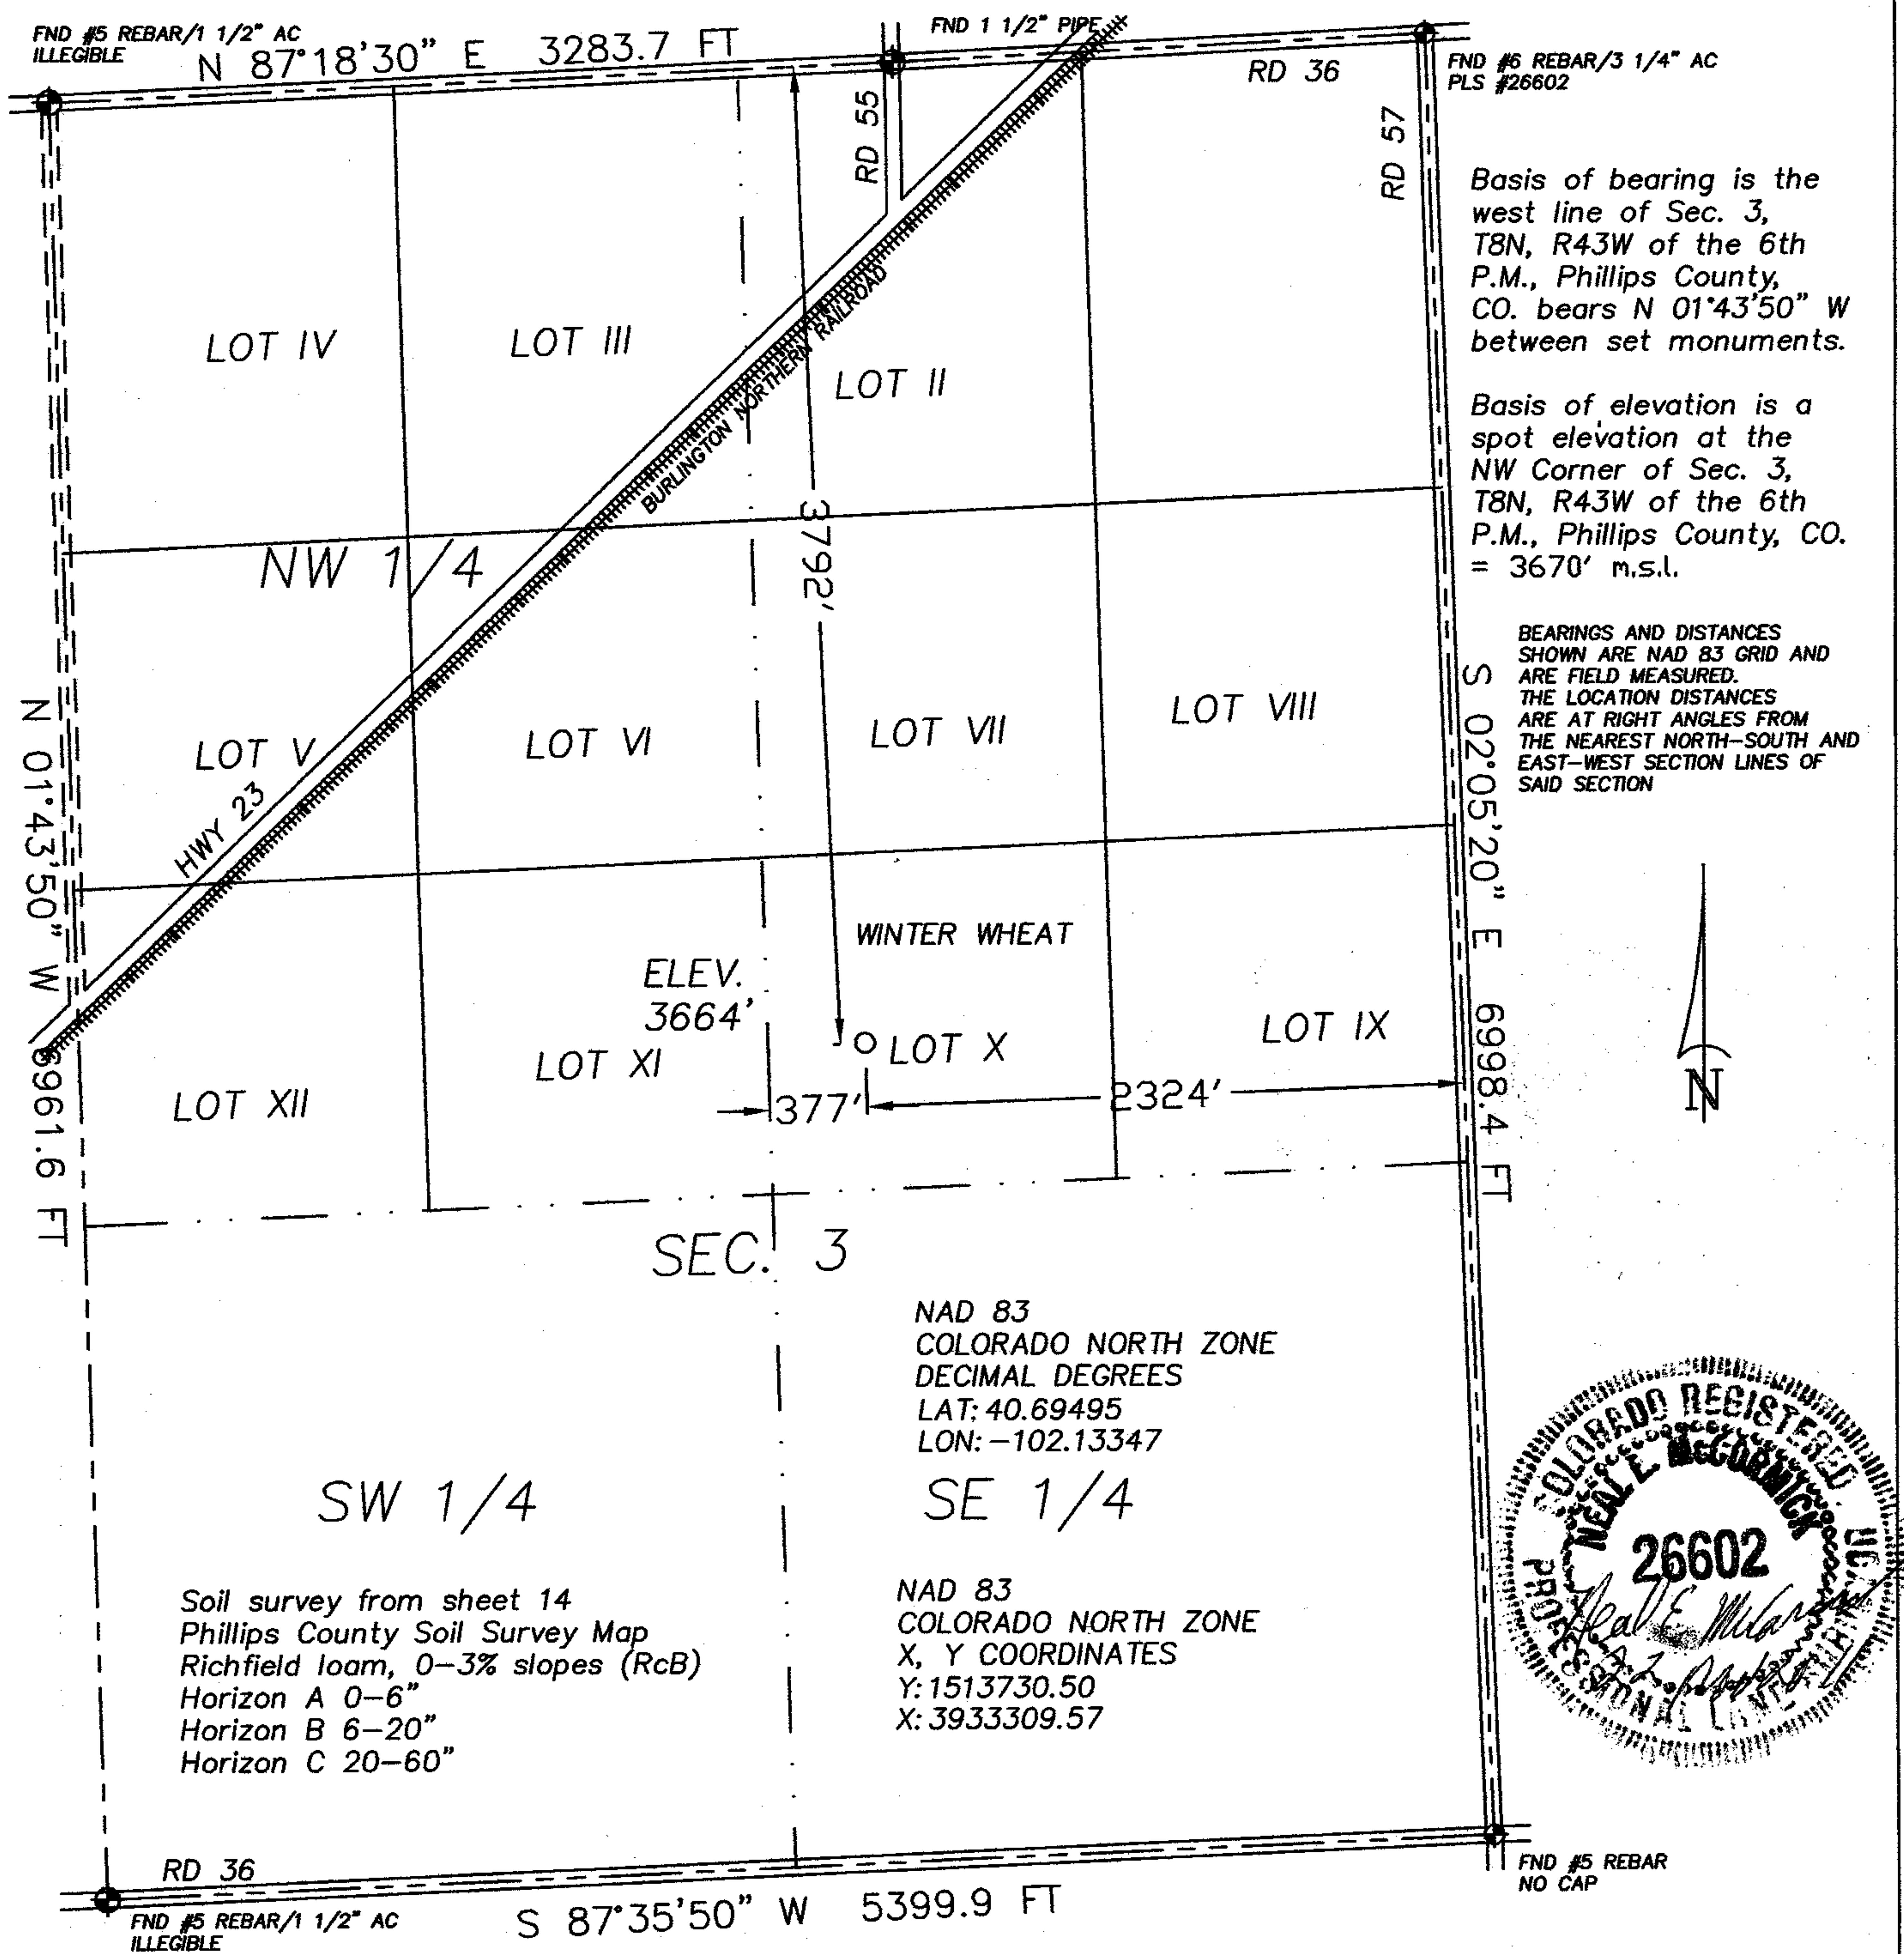 FND #5 REBAR/1 1/2" AC
ILLEGIBLE
N 87°18'30" E 3283.7 FT
FND 1 1/2" PIPE
RD 36
FND #6 REBAR/3 1/4" AC
PLS #26602
RD 55
RD 57
Basis of bearing is the
west line of Sec. 3,
T8N, R43W of the 6th
P.M., Phillips County,
CO. bears N 01°43'50" W
between set monuments.
Basis of elevation is a
spot elevation at the
NW Corner of Sec. 3,
T8N, R43W of the 6th
P.M., Phillips County, CO.
= 3670' m.s.l.
BEARINGS AND DISTANCES
SHOWN ARE NAD 83 GRID AND
ARE FIELD MEASURED.
THE LOCATION DISTANCES
ARE AT RIGHT ANGLES FROM
THE NEAREST NORTH-SOUTH AND
EAST-WEST SECTION LINES OF
SAID SECTION
LOT IV
LOT III
LOT II
BURLINGTON NORTHERN RAILROAD
3792'
NW 1/4
LOT V
LOT VI
LOT VII
LOT VIII
HWY 23
N 01°43'50" W 6961.6 FT
S 02°05'20" E 6998.4 FT
WINTER WHEAT
ELEV.
3664'
LOT XII
LOT XI
LOT X
LOT IX
377'
2324'
N
SEC. 3
NAD 83
COLORADO NORTH ZONE
DECIMAL DEGREES
LAT: 40.69495
LON: -102.13347
SW 1/4
SE 1/4
Soil survey from sheet 14
Phillips County Soil Survey Map
Richfield loam, 0-3% slopes (RcB)
Horizon A 0-6"
Horizon B 6-20"
Horizon C 20-60"
NAD 83
COLORADO NORTH ZONE
X, Y COORDINATES
Y: 1513730.50
X: 3933309.57
COLORADO REGISTERED
NEAL E. McCORMICK
26602
PROFESSIONAL LAND
RD 36
FND #5 REBAR/1 1/2" AC
ILLEGIBLE
S 87°35'50" W 5399.9 FT
FND #5 REBAR
NO CAP